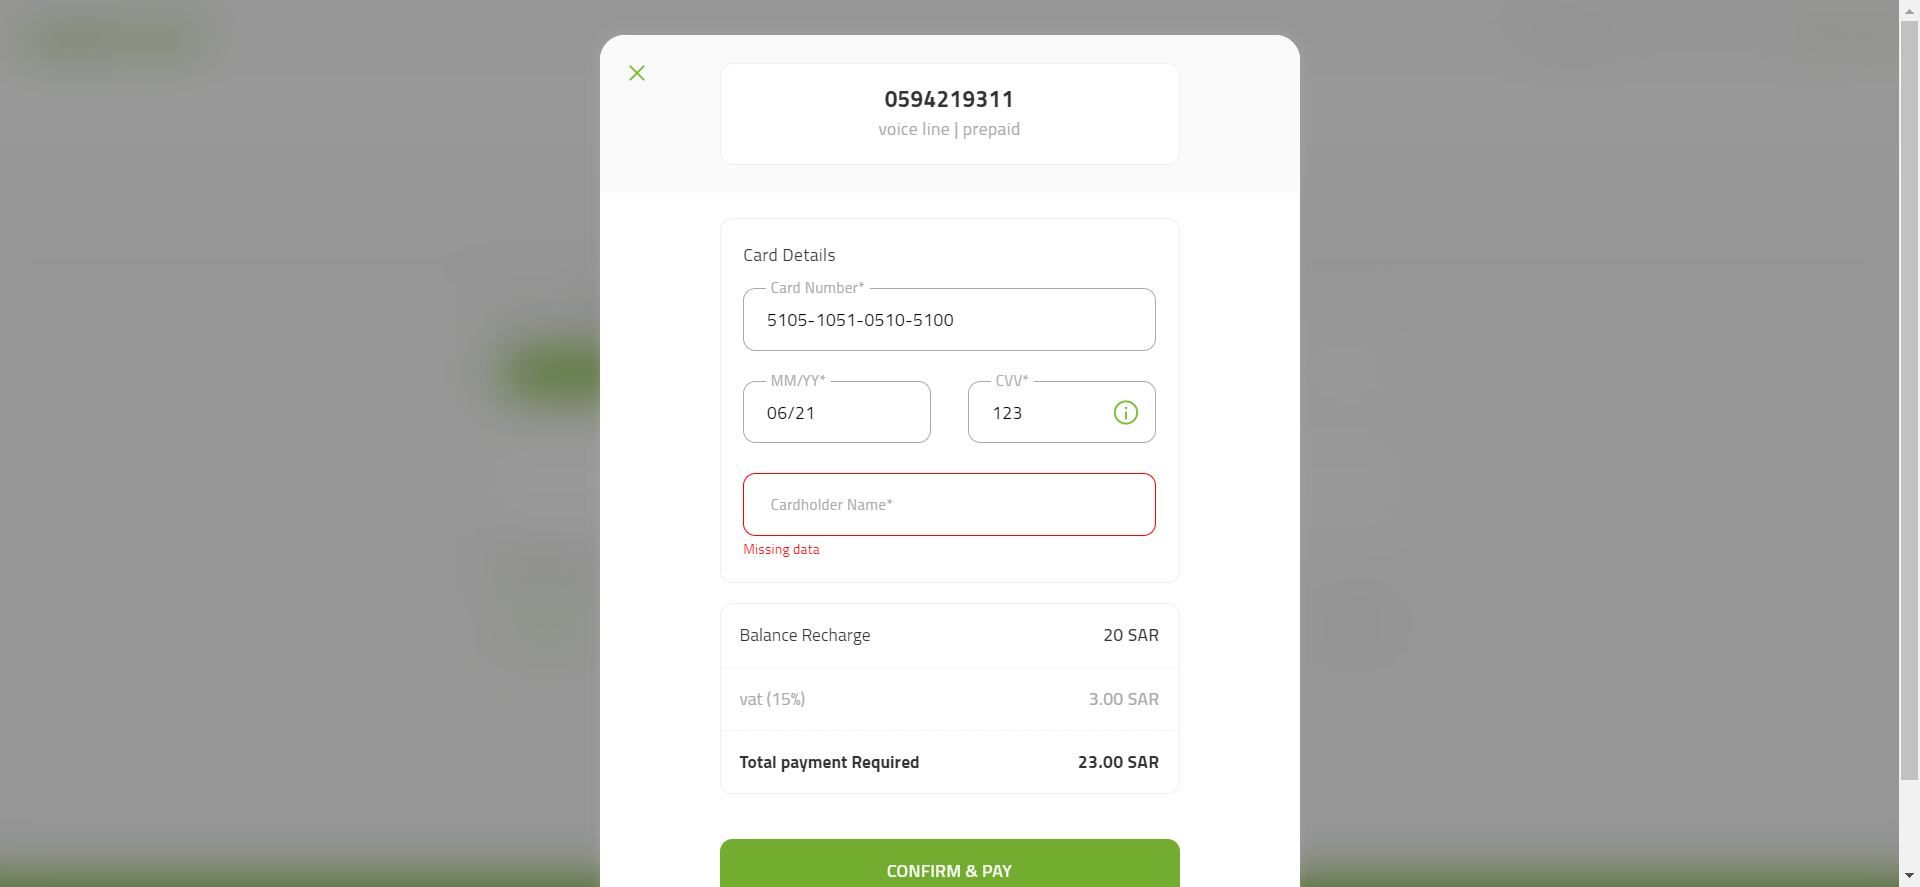 0594219311
voice line | prepaid
Card Details
Card Number*
5105-1051-0510-5100
MM/YY*
06/21
CVV*
123
Cardholder Name*
Missing data
Balance Recharge 20 SAR
vat (15%) 3.00 SAR
Total payment Required 23.00 SAR
CONFIRM & PAY